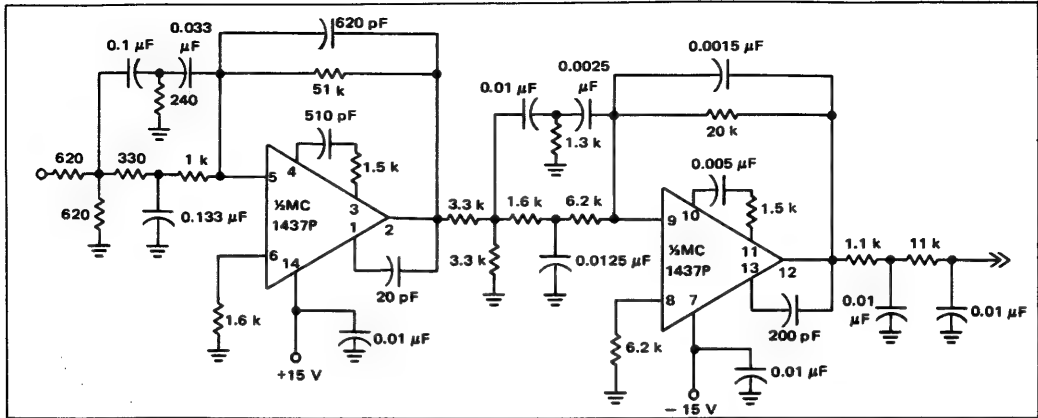 0.1 µF
0.033
µF
620 pF
51 k
240
510 pF
620
330
1 k
5
4
1.5 k
3
½MC
1437P
1
2
620
0.133 µF
6
14
20 pF
1.6 k
0.01
µF
+15 V
0.0015 µF
0.0025
µF
0.01 µF
20 k
1.3 k
0.005 µF
3.3 k
1.6 k
6.2 k
9
10
1.5 k
11
½MC
1437P
13
12
3.3 k
0.0125 µF
8
7
200 pF
6.2 k
0.01 µF
- 15 V
1.1 k
11 k
0.01
µF
0.01 µF